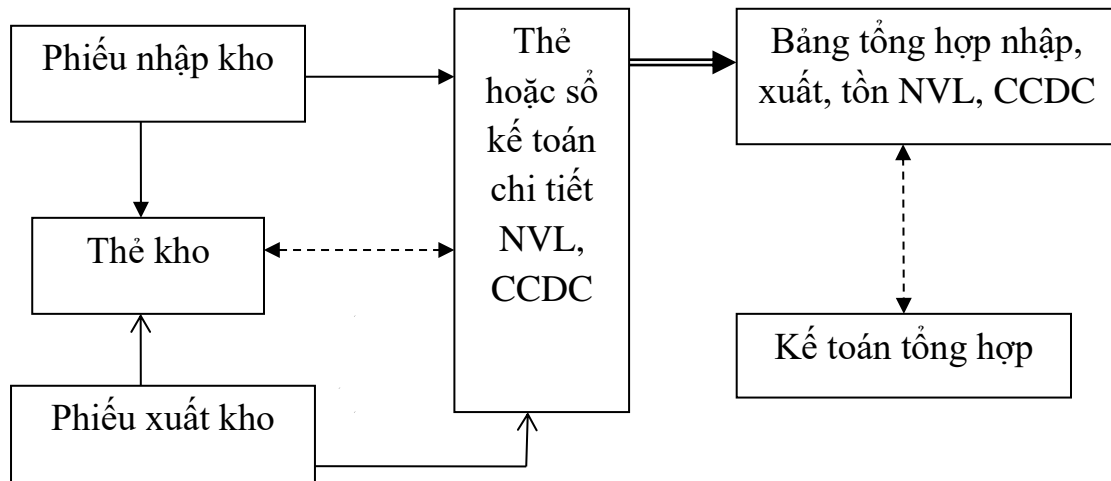 Phiếu nhập kho
Thẻ kho
Phiếu xuất kho
Thẻ
hoặc sổ
kế toán
chi tiết
NVL,
CCDC
Bảng tổng hợp nhập,
xuất, tồn NVL, CCDC
Kế toán tổng hợp